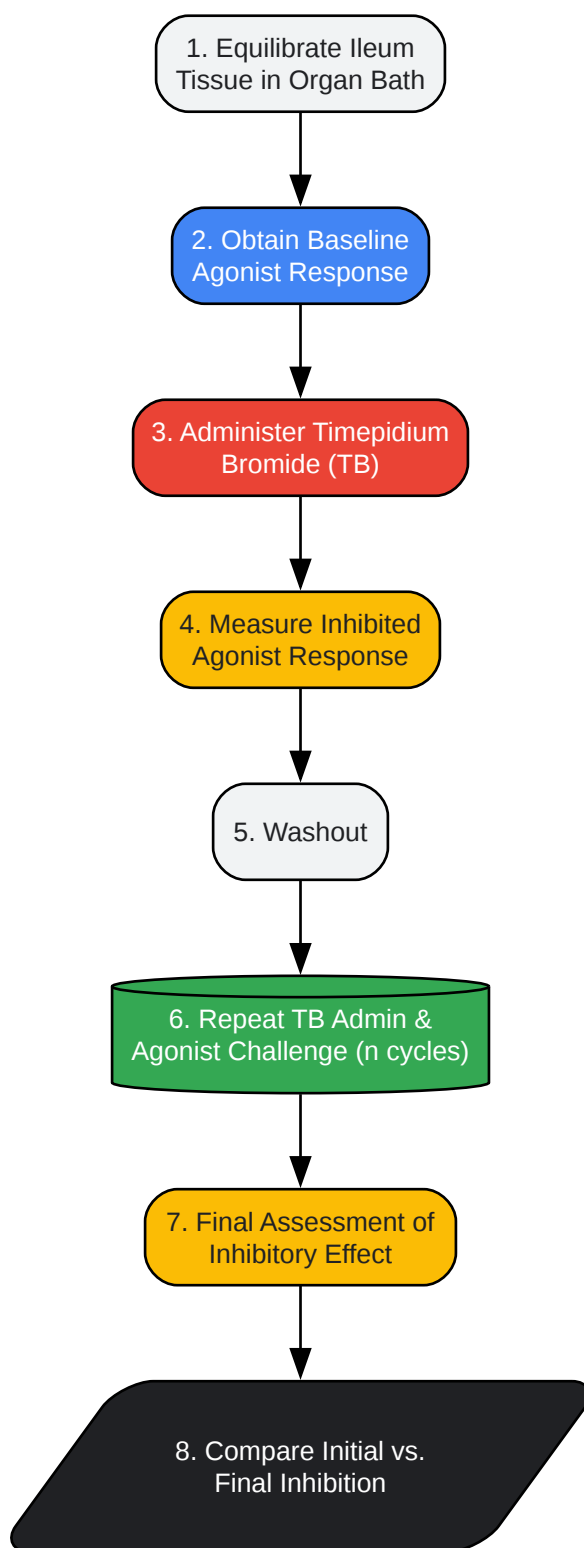 1. Equilibrate Ileum
Tissue in Organ Bath
2. Obtain Baseline
Agonist Response
3. Administer Timepidium
Bromide (TB)
4. Measure Inhibited
Agonist Response
5. Washout
6. Repeat TB Admin &
Agonist Challenge (n cycles)
7. Final Assessment of
Inhibitory Effect
8. Compare Initial vs.
Final Inhibition